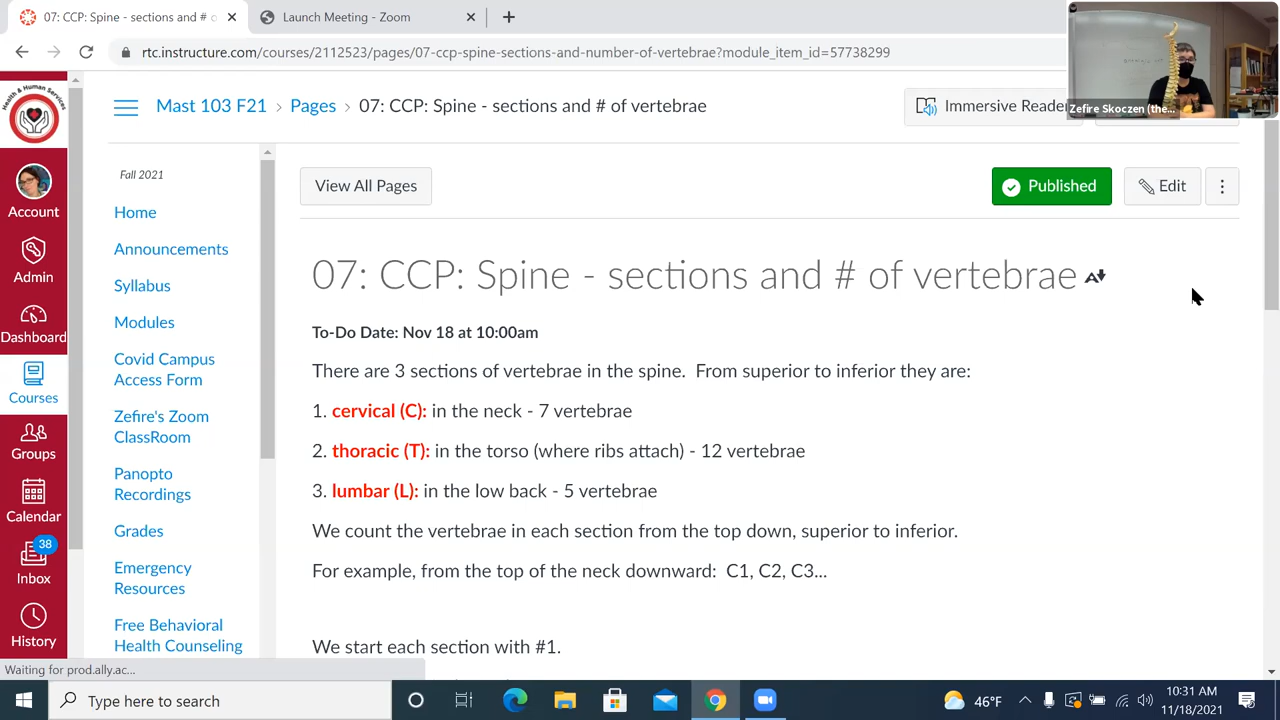 07: CCP: Spine - sections and # o
Launch Meeting - Zoom
rtc.instructure.com/courses/2112523/pages/07-ccp-spine-sections-and-number-of-vertebrae?module_item_id=57738299
Zefire Skoczen (the...
Health & Human Services
Mast 103 F21 > Pages > 07: CCP: Spine - sections and # of vertebrae
Immersive Reader
Fall 2021
View All Pages
Published
Edit
Account
Admin
Dashboard
Courses
Groups
Calendar
38
Inbox
History
Home
Announcements
Syllabus
Modules
Covid Campus
Access Form
Zefire's Zoom
ClassRoom
Panopto
Recordings
Grades
Emergency
Resources
Free Behavioral
Health Counseling
07: CCP: Spine - sections and # of vertebrae
To-Do Date: Nov 18 at 10:00am
There are 3 sections of vertebrae in the spine. From superior to inferior they are:
1. cervical (C): in the neck - 7 vertebrae
2. thoracic (T): in the torso (where ribs attach) - 12 vertebrae
3. lumbar (L): in the low back - 5 vertebrae
We count the vertebrae in each section from the top down, superior to inferior.
For example, from the top of the neck downward: C1, C2, C3...
We start each section with #1.
Waiting for prod.ally.ac...
Type here to search
46°F
10:31 AM
11/18/2021